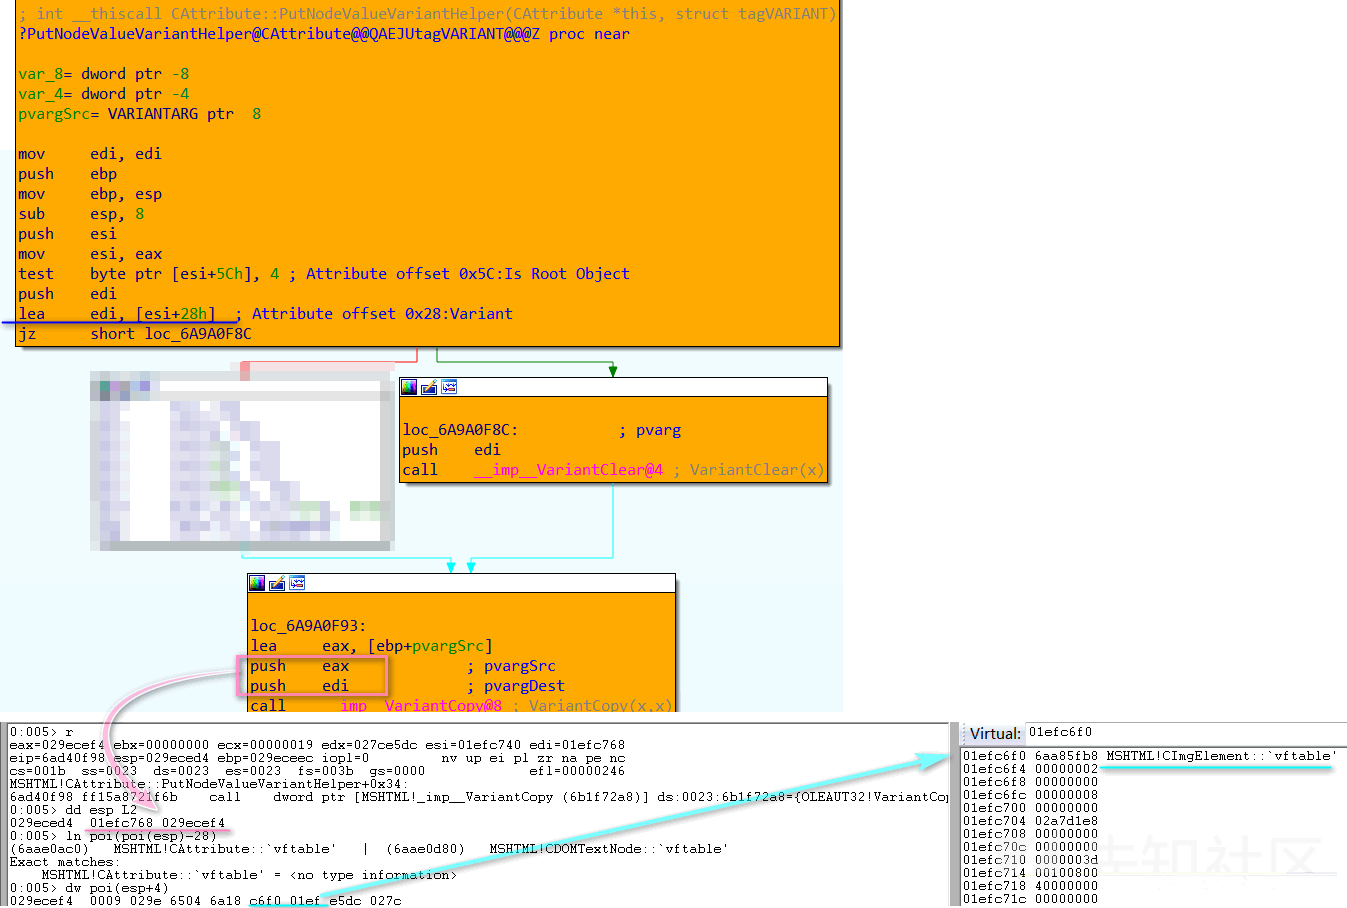 ; int __thiscall CAttribute::PutNodeValueVariantHelper(CAttribute *this, struct tagVARIANT)
?PutNodeValueVariantHelper@CAttribute@@QAEJUtagVARIANT@@@Z proc near
var_8= dword ptr -8
var_4= dword ptr -4
pvargSrc= VARIANTARG ptr  8
mov     edi, edi
push    ebp
mov     ebp, esp
sub     esp, 8
push    esi
mov     esi, eax
test    byte ptr [esi+5Ch], 4 ; Attribute offset 0x5C:Is Root Object
push    edi
lea     edi, [esi+28h]  ; Attribute offset 0x28:Variant
jz      short loc_6A9A0F8C
loc_6A9A0F8C:           ; pvarg
push    edi
call    __imp__VariantClear@4 ; VariantClear(x)
loc_6A9A0F93:
lea     eax, [ebp+pvargSrc]
push    eax             ; pvargSrc
push    edi             ; pvargDest
call    __imp__VariantCopy@8 ; VariantCopy(x,x)
0:005> r
eax=029ecef4 ebx=00000000 ecx=00000019 edx=027ce5dc esi=01efc740 edi=01efc768
eip=6ad40f98 esp=029eced4 ebp=029eceec iopl=0         nv up ei pl zr na pe nc
cs=001b  ss=0023  ds=0023  es=0023  fs=003b  gs=0000             efl=00000246
MSHTML!CAttribute::PutNodeValueVariantHelper+0x34:
6ad40f98 ff15a8721f6b    call    dword ptr [MSHTML!_imp__VariantCopy (6b1f72a8)] ds:0023:6b1f72a8={OLEAUT32!VariantCop
0:005> dd esp L2
029eced4  01efc768 029ecef4
0:005> ln poi(poi(esp)-28)
(6aae0ac0)   MSHTML!CAttribute::`vftable'   |  (6aae0d80)   MSHTML!CDOMTextNode::`vftable'
Exact matches:
    MSHTML!CAttribute::`vftable' = <no type information>
0:005> dw poi(esp+4)
029ecef4  0009 029e 6504 6a18 c6f0 01ef e5dc 027c
Virtual: 01efc6f0
01efc6f0 6aa85fb8 MSHTML!CImgElement::`vftable'
01efc6f4 00000002
01efc6f8 00000000
01efc6fc 00000008
01efc700 00000000
01efc704 02a7d1e8
01efc708 00000000
01efc70c 00000000
01efc710 0000003d
01efc714 00100800
01efc718 40000000
01efc71c 00000000
先知社区